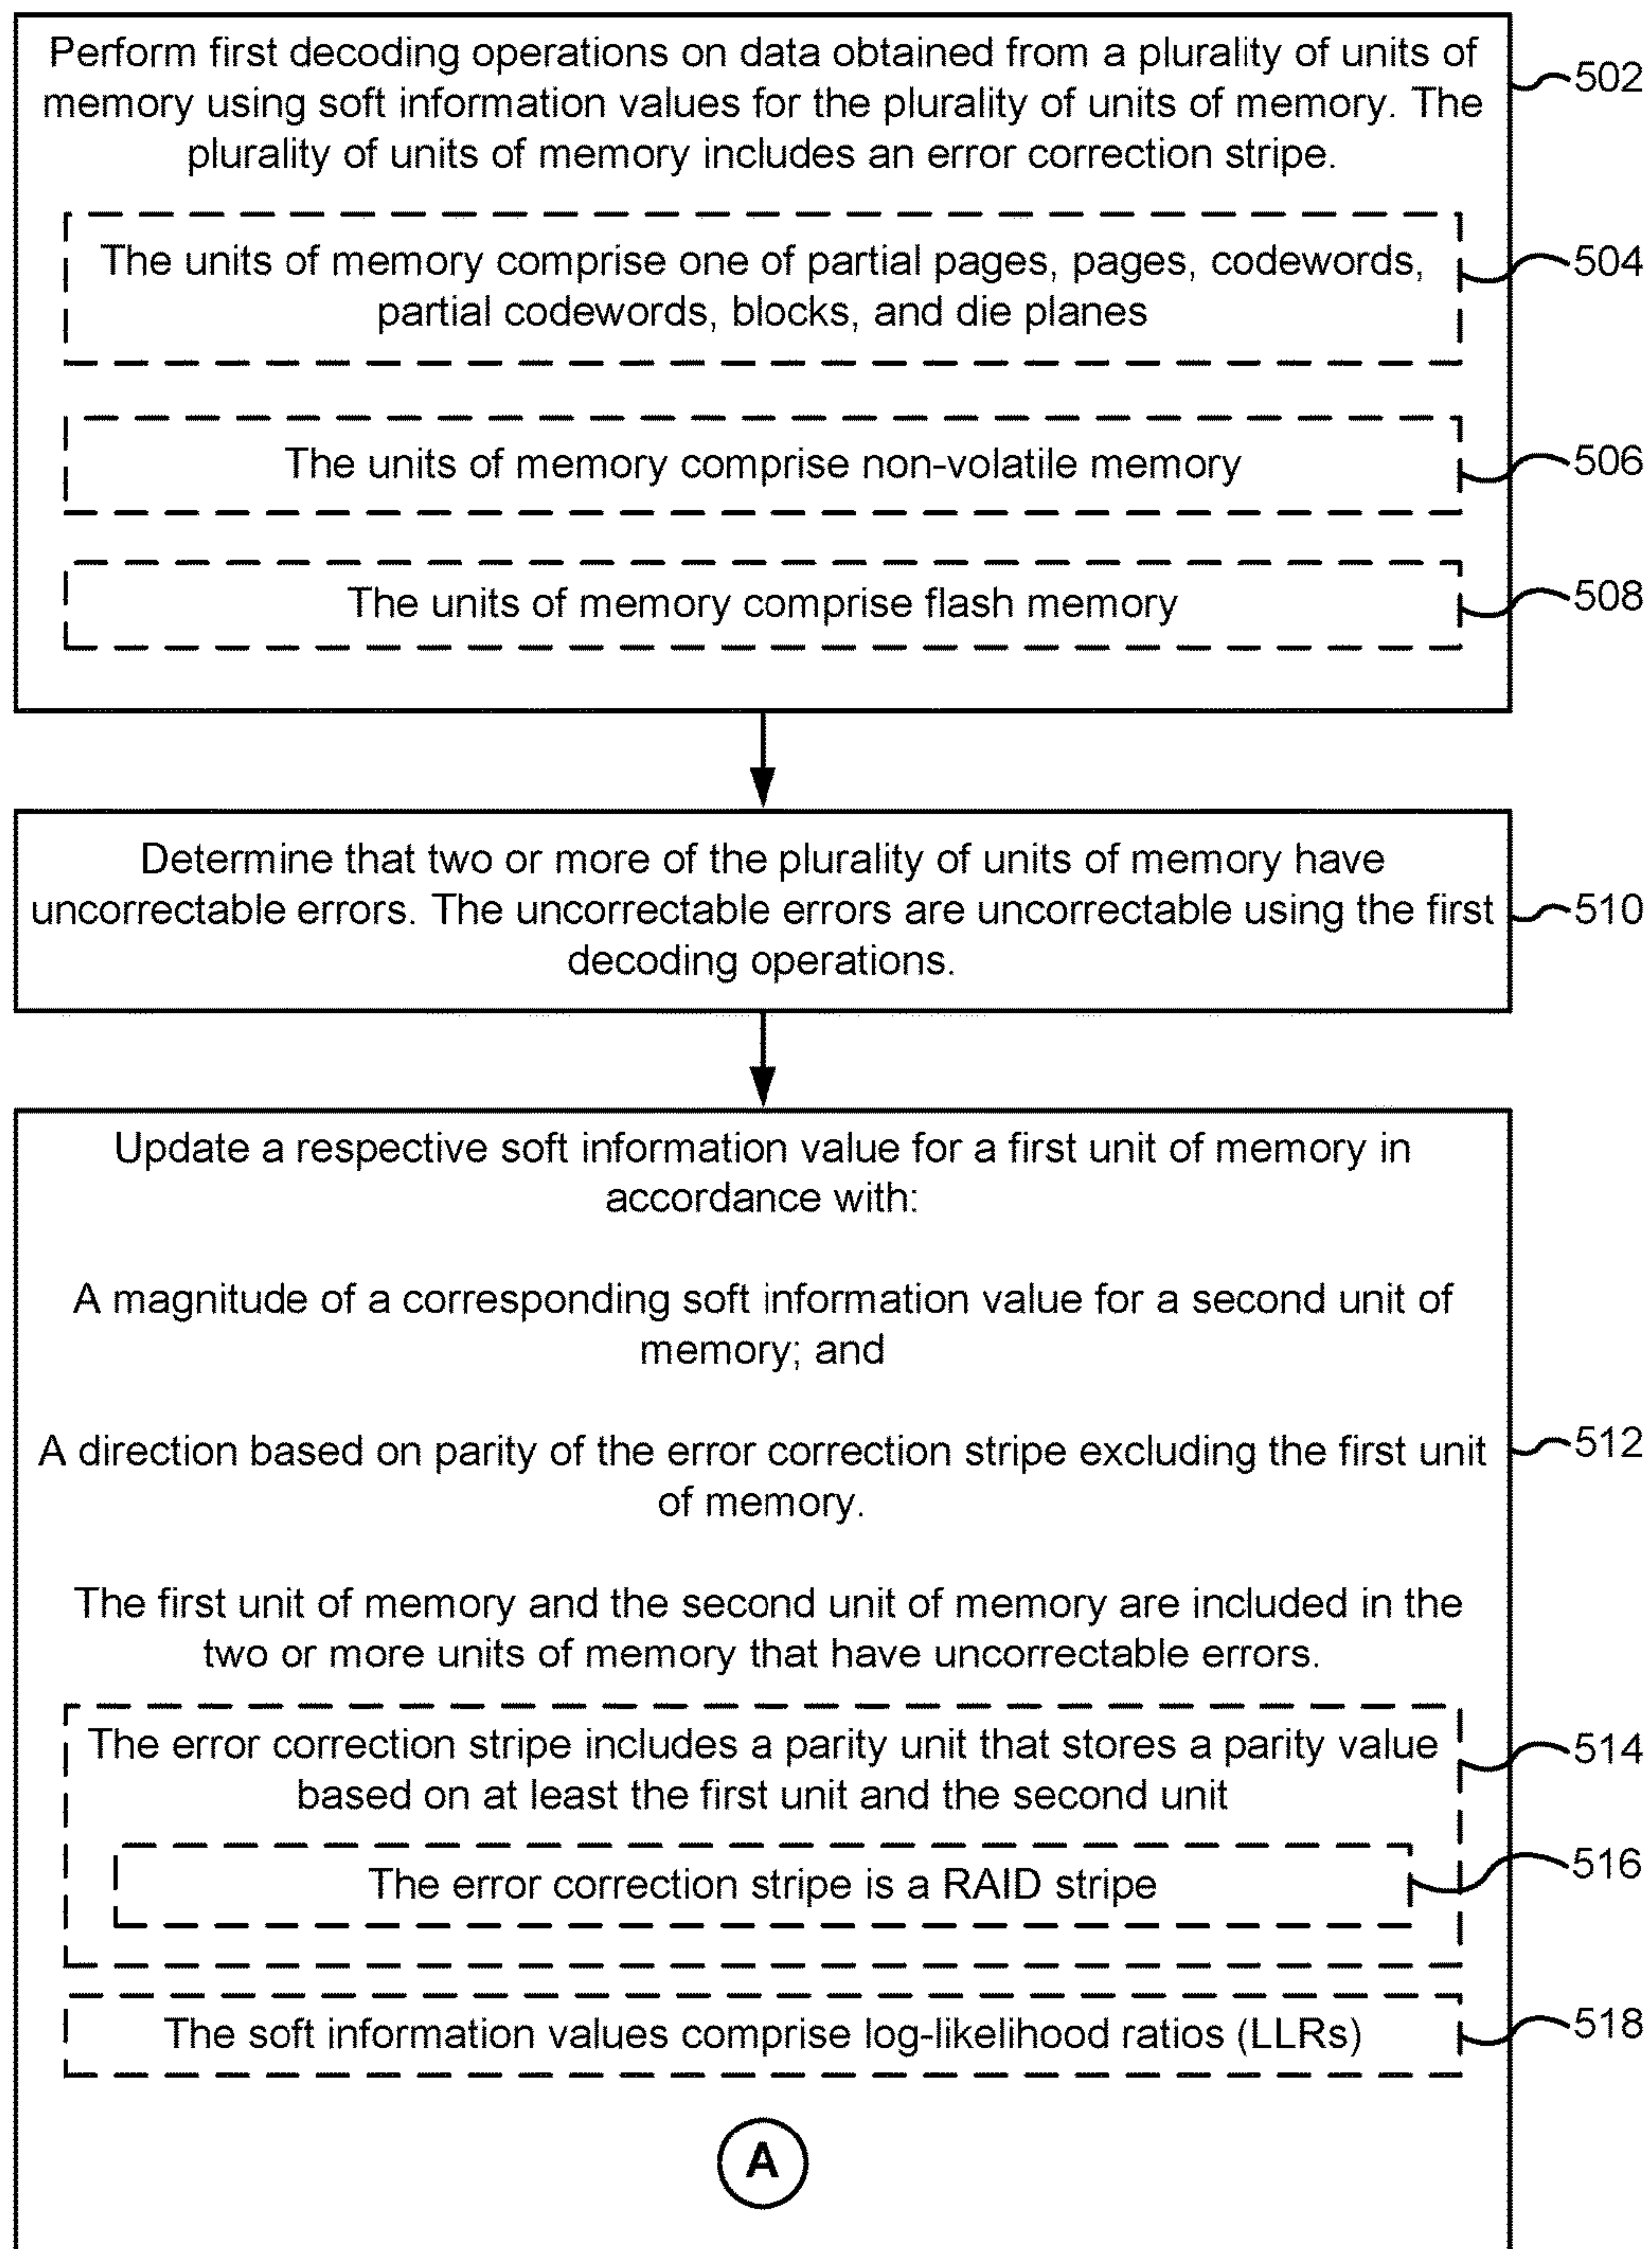 Perform first decoding operations on data obtained from a plurality of units of
memory using soft information values for the plurality of units of memory. The
plurality of units of memory includes an error correction stripe.
502
The units of memory comprise one of partial pages, pages, codewords,
partial codewords, blocks, and die planes
504
The units of memory comprise non-volatile memory
506
The units of memory comprise flash memory
508
Determine that two or more of the plurality of units of memory have
uncorrectable errors. The uncorrectable errors are uncorrectable using the first
decoding operations.
510
Update a respective soft information value for a first unit of memory in
accordance with:
A magnitude of a corresponding soft information value for a second unit of
memory; and
A direction based on parity of the error correction stripe excluding the first unit
of memory.
512
The first unit of memory and the second unit of memory are included in the
two or more units of memory that have uncorrectable errors.
The error correction stripe includes a parity unit that stores a parity value
based on at least the first unit and the second unit
514
The error correction stripe is a RAID stripe
516
The soft information values comprise log-likelihood ratios (LLRs)
518
A